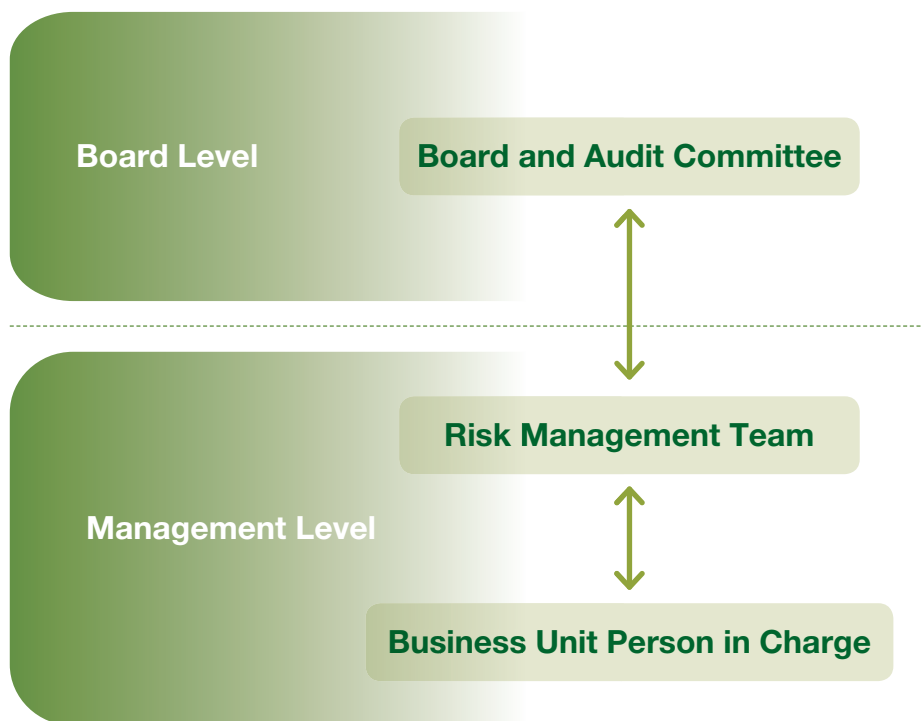 Board Level
Board and Audit Committee
Risk Management Team
Management Level
Business Unit Person in Charge